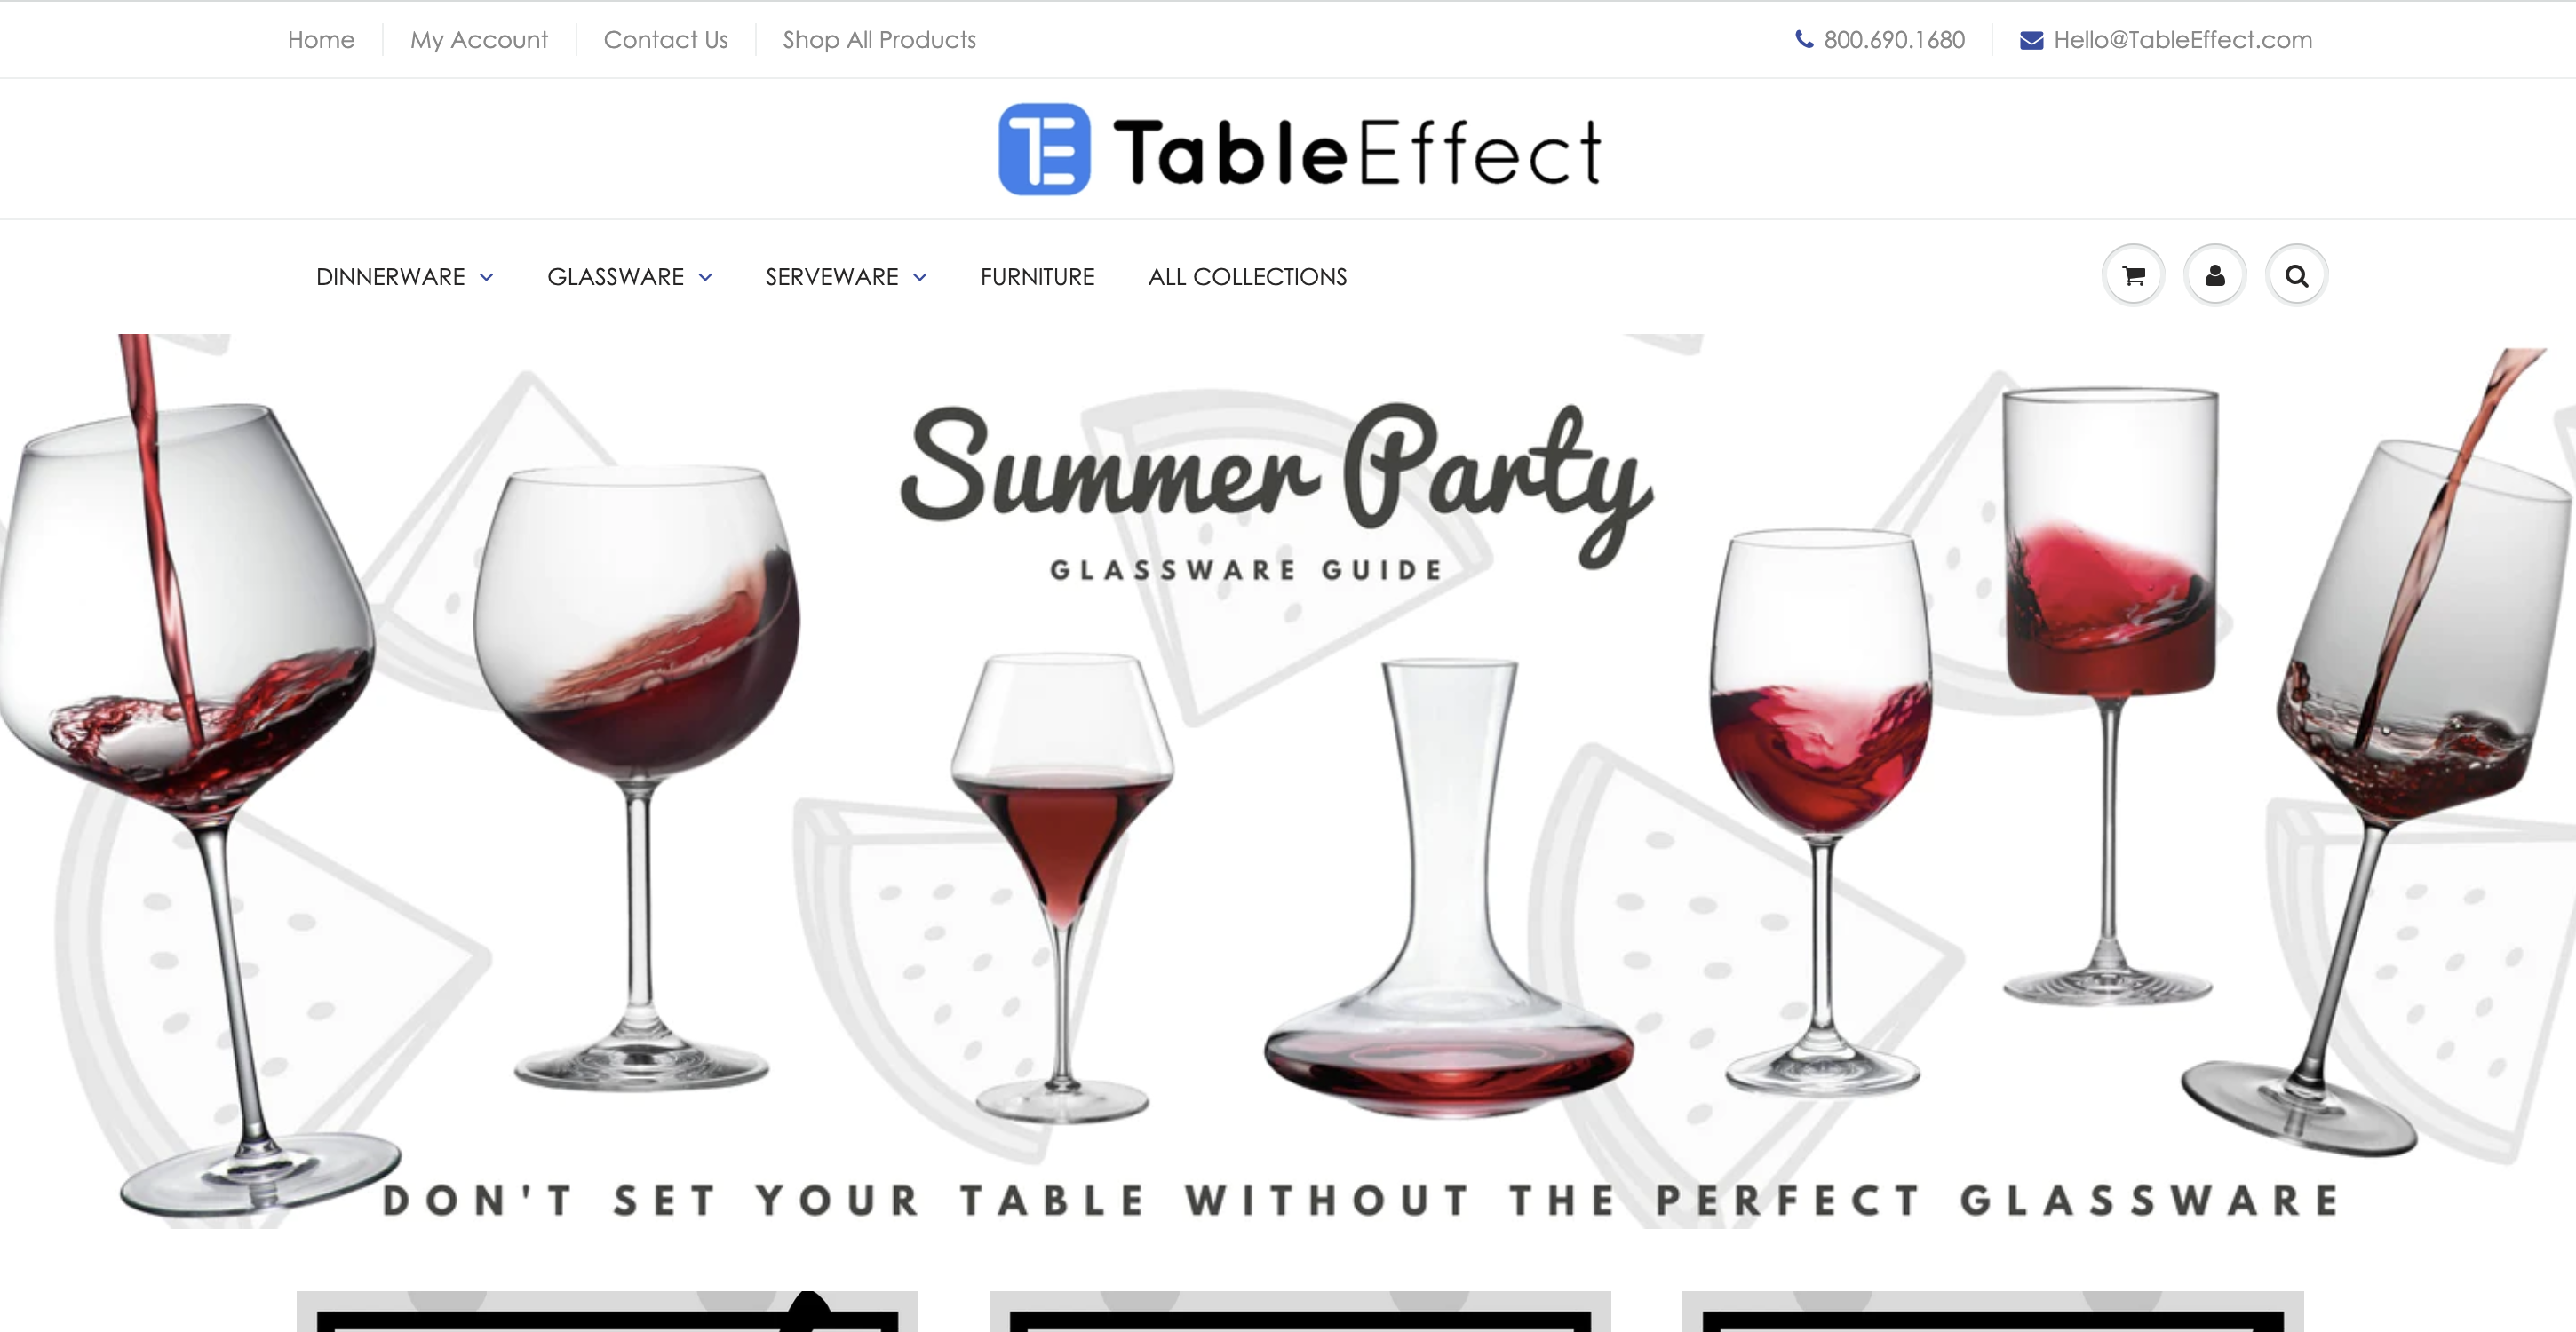 Home My Account Contact Us Shop All Products 800.690.1680 Hello@TableEffect.com
TE TableEffect
DINNERWARE GLASSWARE SERVEWARE FURNITURE ALL COLLECTIONS
Summer Party
GLASSWARE GUIDE
DON'T SET YOUR TABLE WITHOUT THE PERFECT GLASSWARE